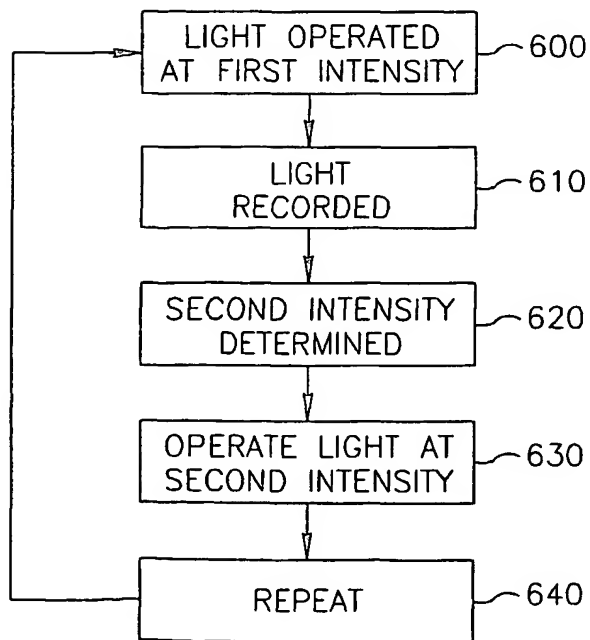 LIGHT OPERATED
AT FIRST INTENSITY
600
LIGHT
RECORDED
610
SECOND INTENSITY
DETERMINED
620
OPERATE LIGHT AT
SECOND INTENSITY
630
REPEAT
640